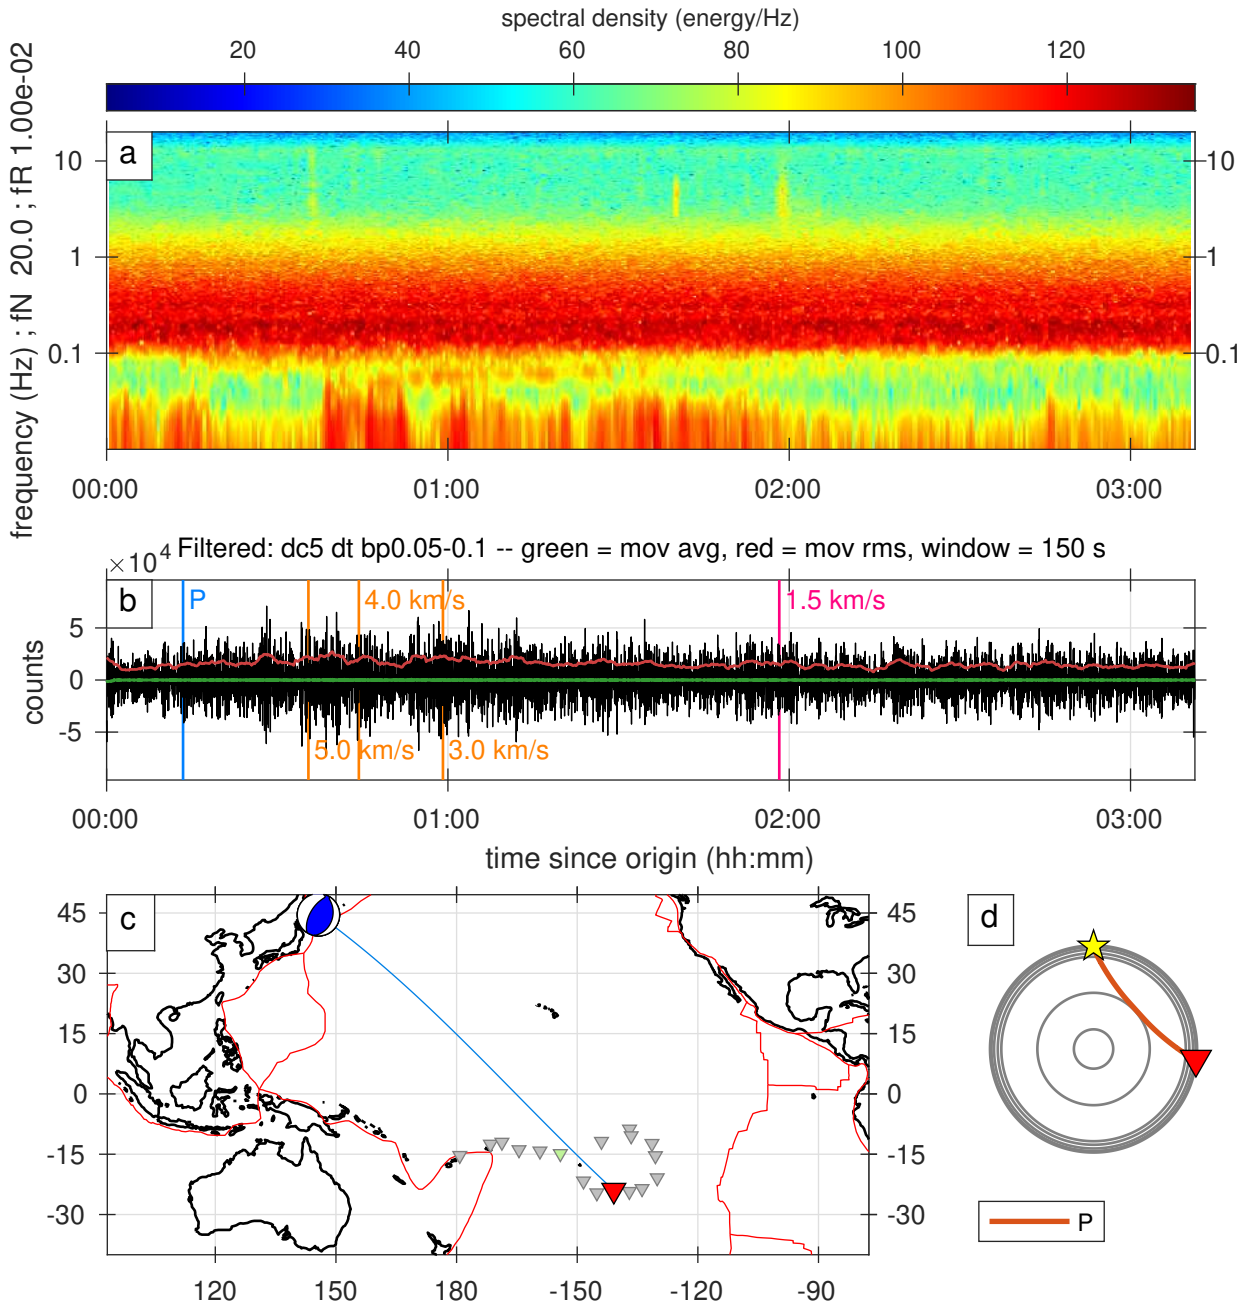 spectral density (energy/Hz)
20 40 60 80 100 120
frequency (Hz) ; fN 20.0 ; fR 1.00e-02
a
10 10
1 1
0.1 0.1
00:00 01:00 02:00 03:00
×10^4 Filtered: dc5 dt bp0.05-0.1 -- green = mov avg, red = mov rms, window = 150 s
b
P 4.0 km/s 1.5 km/s
counts
5
0
-5
5.0 km/s 3.0 km/s
00:00 01:00 02:00 03:00
time since origin (hh:mm)
c
d
45 45
30 30
15 15
0 0
-15 -15
-30 -30
120 150 180 -150 -120 -90
P